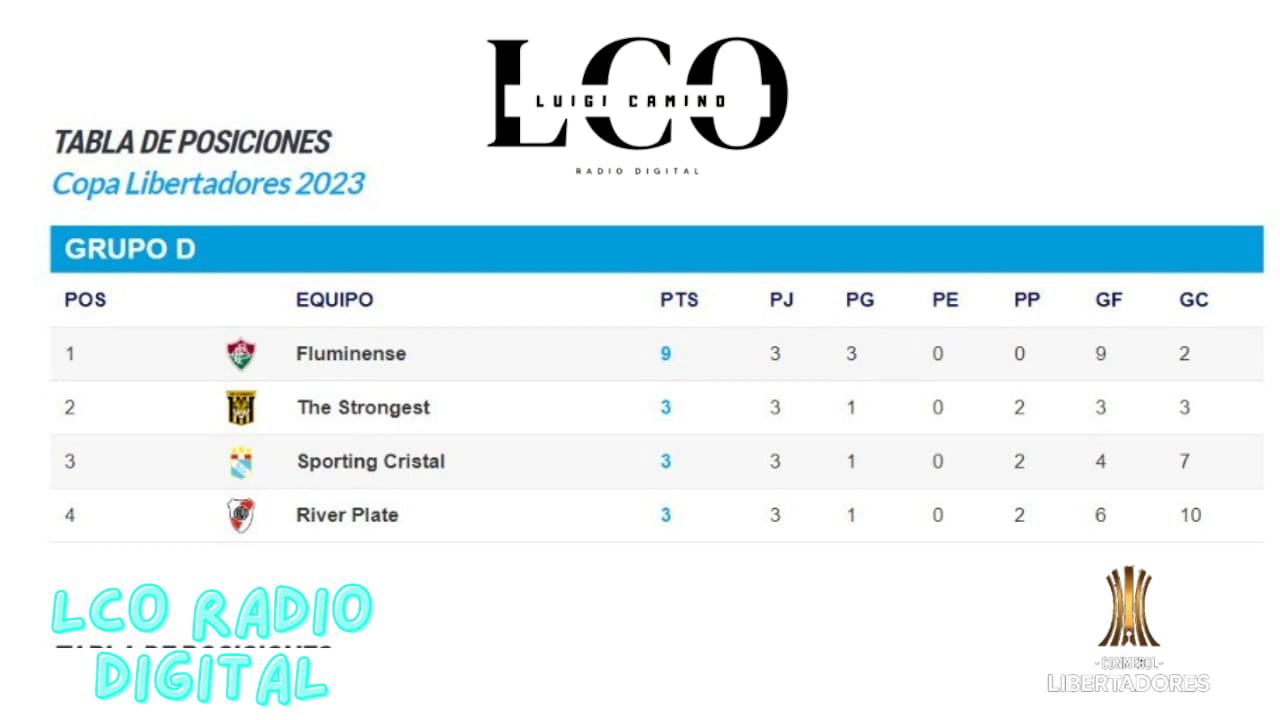 LCO
LUIGI CAMINO
RADIO DIGITAL
TABLA DE POSICIONES
Copa Libertadores 2023
GRUPO D
POS EQUIPO PTS PJ PG PE PP GF GC
1 Fluminense 9 3 3 0 0 9 2
2 The Strongest 3 3 1 0 2 3 3
3 Sporting Cristal 3 3 1 0 2 4 7
4 River Plate 3 3 1 0 2 6 10
LCO RADIO
DIGITAL
-CONMEBOL-
LIBERTADORES